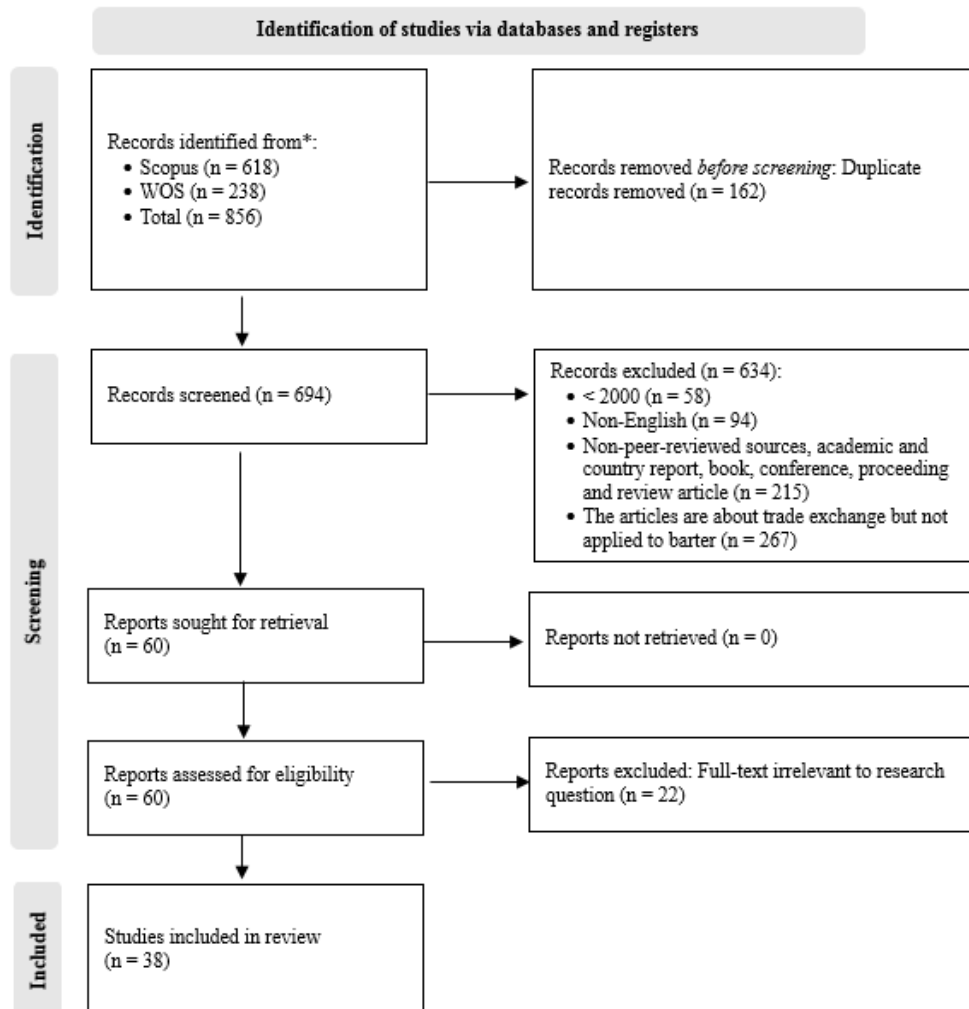 Identification of studies via databases and registers
Identification
Records identified from*:
• Scopus (n = 618)
• WOS (n = 238)
• Total (n = 856)
Records removed before screening: Duplicate
records removed (n = 162)
Screening
Records screened (n = 694)
Records excluded (n = 634):
• < 2000 (n = 58)
• Non-English (n = 94)
• Non-peer-reviewed sources, academic and
country report, book, conference, proceeding
and review article (n = 215)
• The articles are about trade exchange but not
applied to barter (n = 267)
Reports sought for retrieval
(n = 60)
Reports not retrieved (n = 0)
Reports assessed for eligibility
(n = 60)
Reports excluded: Full-text irrelevant to research
question (n = 22)
Included
Studies included in review
(n = 38)